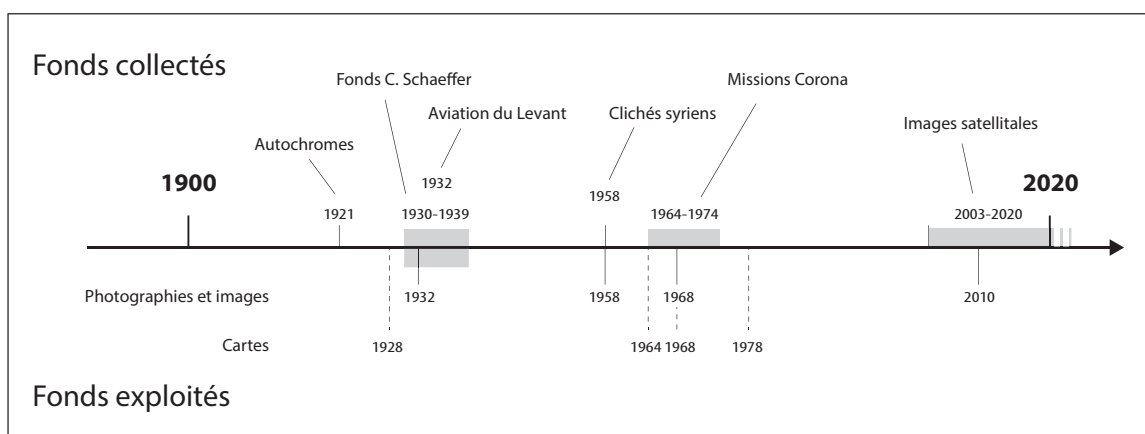 Fonds collectés
Fonds C. Schaeffer
Missions Corona
Aviation du Levant
Clichés syriens
Images satellitales
Autochromes
1900
1932
2020
1958
1921
1930-1939
1964-1974
2003-2020
Photographies et images
1932
1958
1968
2010
Cartes
1928
1964
1968
1978
Fonds exploités